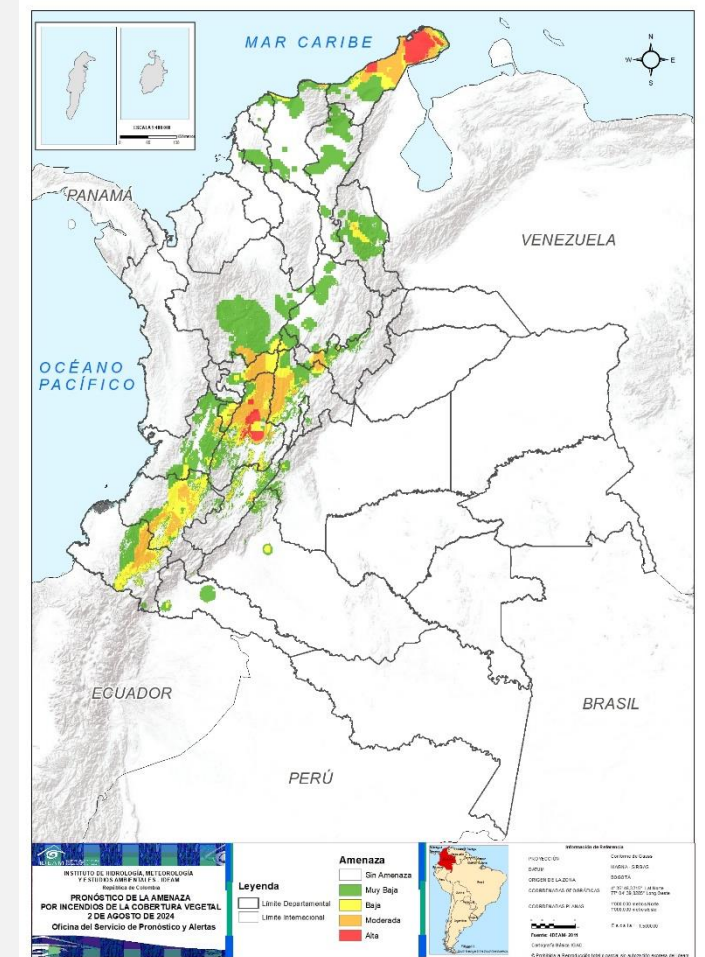 MAR CARIBE
N
W
E
S
PANAMÁ
VENEZUELA
OCÉANO
PACÍFICO
ECUADOR
BRASIL
PERÚ
IDEAM
INSTITUTO DE HIDROLOGÍA, METEOROLOGÍA
Y ESTUDIOS AMBIENTALES - IDEAM
República de Colombia
PRONÓSTICO DE LA AMENAZA
POR INCENDIOS DE LA COBERTURA VEGETAL
2 DE AGOSTO DE 2024
Oficina del Servicio de Pronóstico y Alertas
Leyenda
Límite Departamental
Límite Internacional
Amenaza
Sin Amenaza
Muy Baja
Baja
Moderada
Alta
Información de Referencia
PROYECCIÓN
DATUM
ORIGEN DE LA ZONA
BOGOTÁ
COORDENADAS GEOGRÁFICAS
COORDENADAS PLANAS
Escala
Fuente: IDEAM